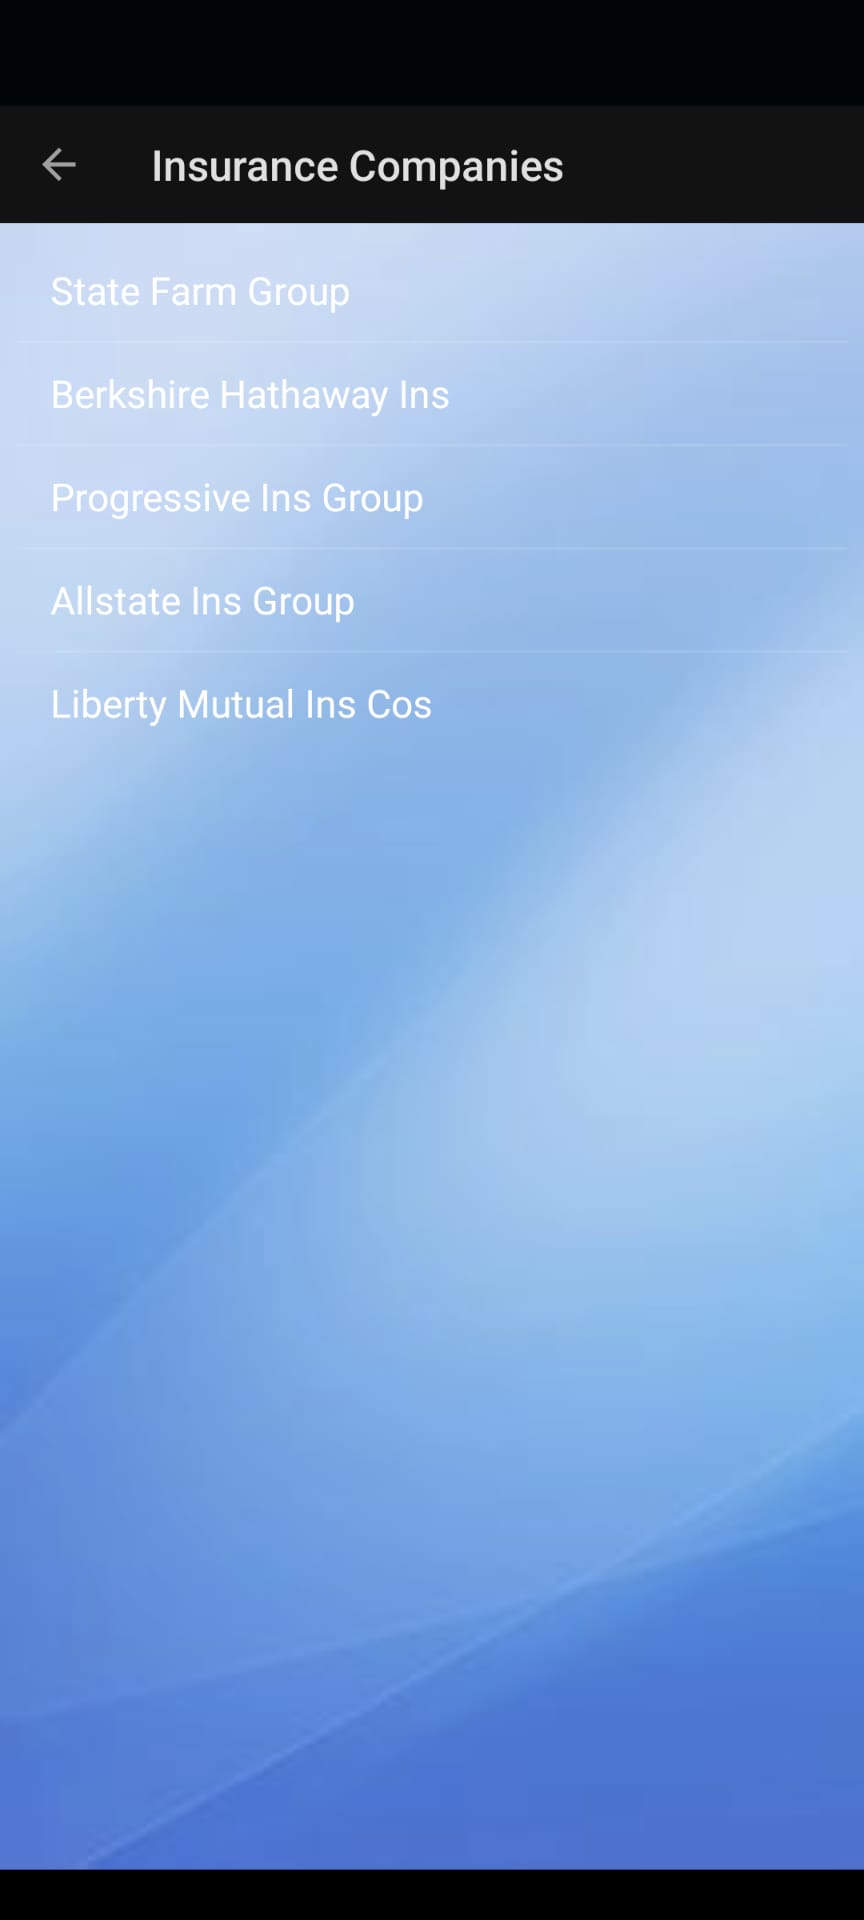 Insurance Companies
State Farm Group
Berkshire Hathaway Ins
Progressive Ins Group
Allstate Ins Group
Liberty Mutual Ins Cos